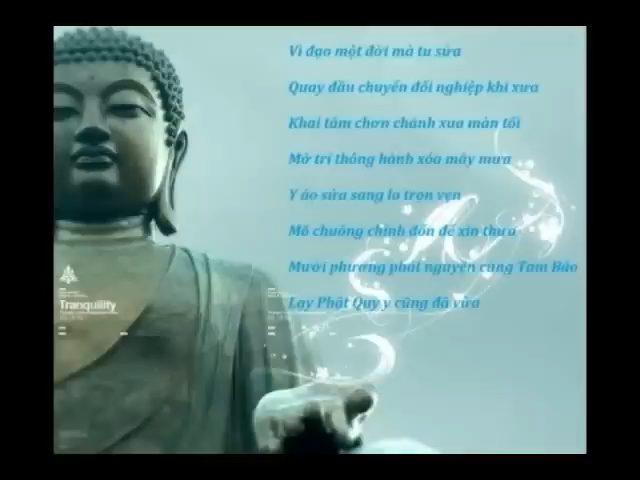 Vì đạo một đời mà tu sửa
Quay đầu chuyển đổi nghiệp khi xưa
Khai tâm chơn chánh xua màn tối
Mở trí thông hành xóa mây mưa
Y áo sửa sang lo tròn vẹn
Mõ chuông chỉnh đốn để xin thưa
Mười phương phát nguyện cùng Tam Bảo
Lạy Phật Quy y cũng đã vừa
Tranquility